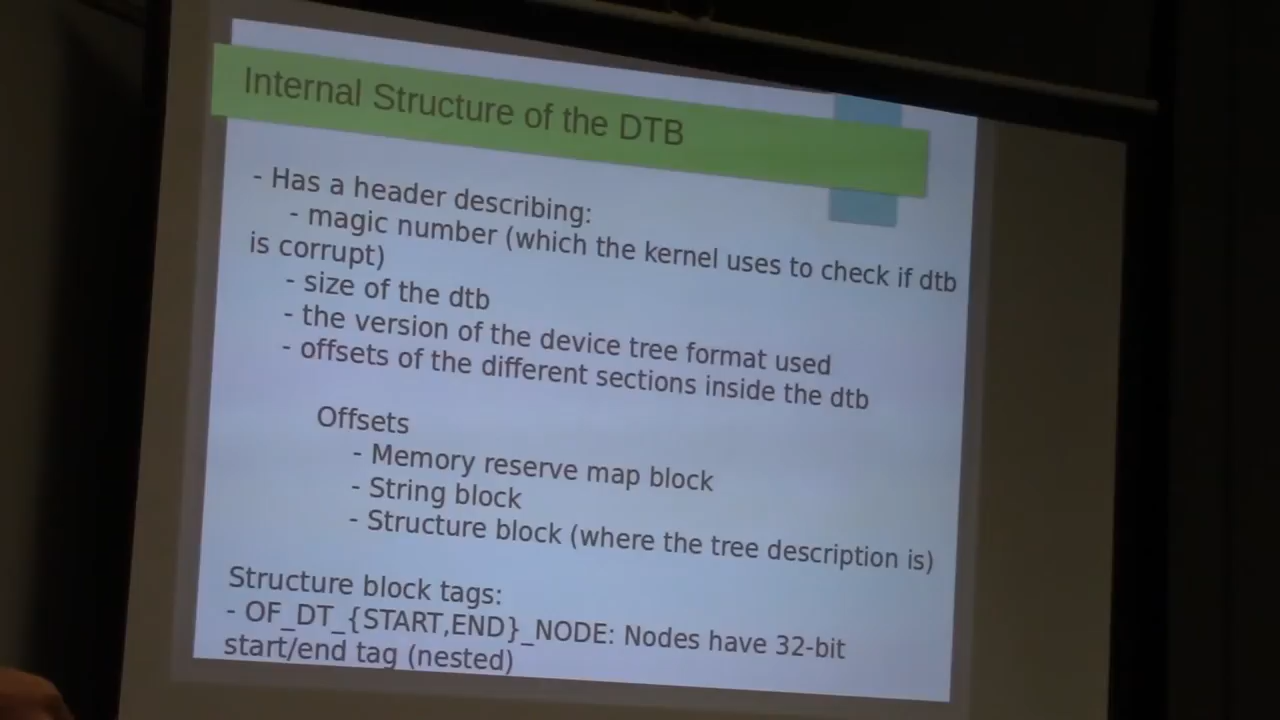 Internal Structure of the DTB
- Has a header describing:
- magic number (which the kernel uses to check if dtb
is corrupt)
- size of the dtb
- the version of the device tree format used
- offsets of the different sections inside the dtb
Offsets
- Memory reserve map block
- String block
- Structure block (where the tree description is)
Structure block tags:
- OF_DT_{START,END}_NODE: Nodes have 32-bit
start/end tag (nested)